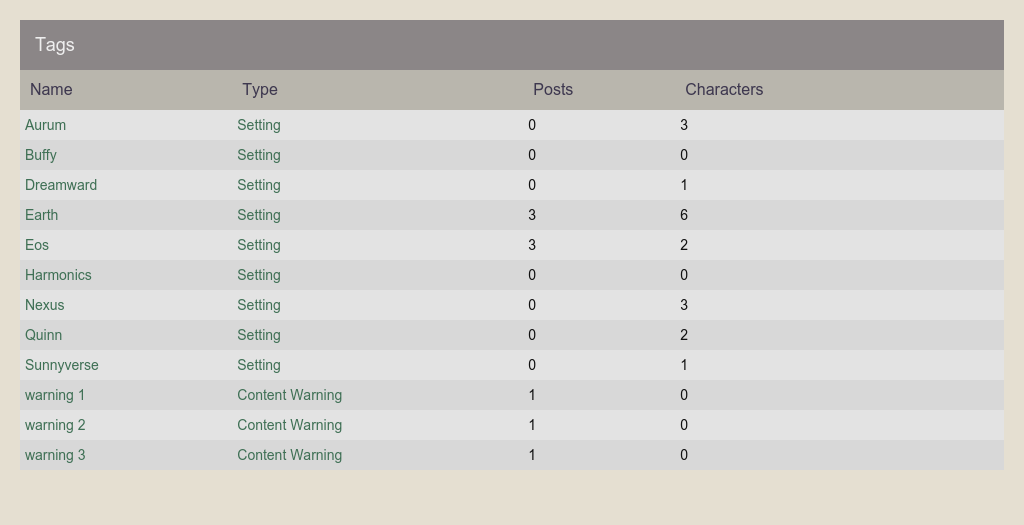 Tags
Name Type Posts Characters
Aurum Setting 0 3
Buffy Setting 0 0
Dreamward Setting 0 1
Earth Setting 3 6
Eos Setting 3 2
Harmonics Setting 0 0
Nexus Setting 0 3
Quinn Setting 0 2
Sunnyverse Setting 0 1
warning 1 Content Warning 1 0
warning 2 Content Warning 1 0
warning 3 Content Warning 1 0